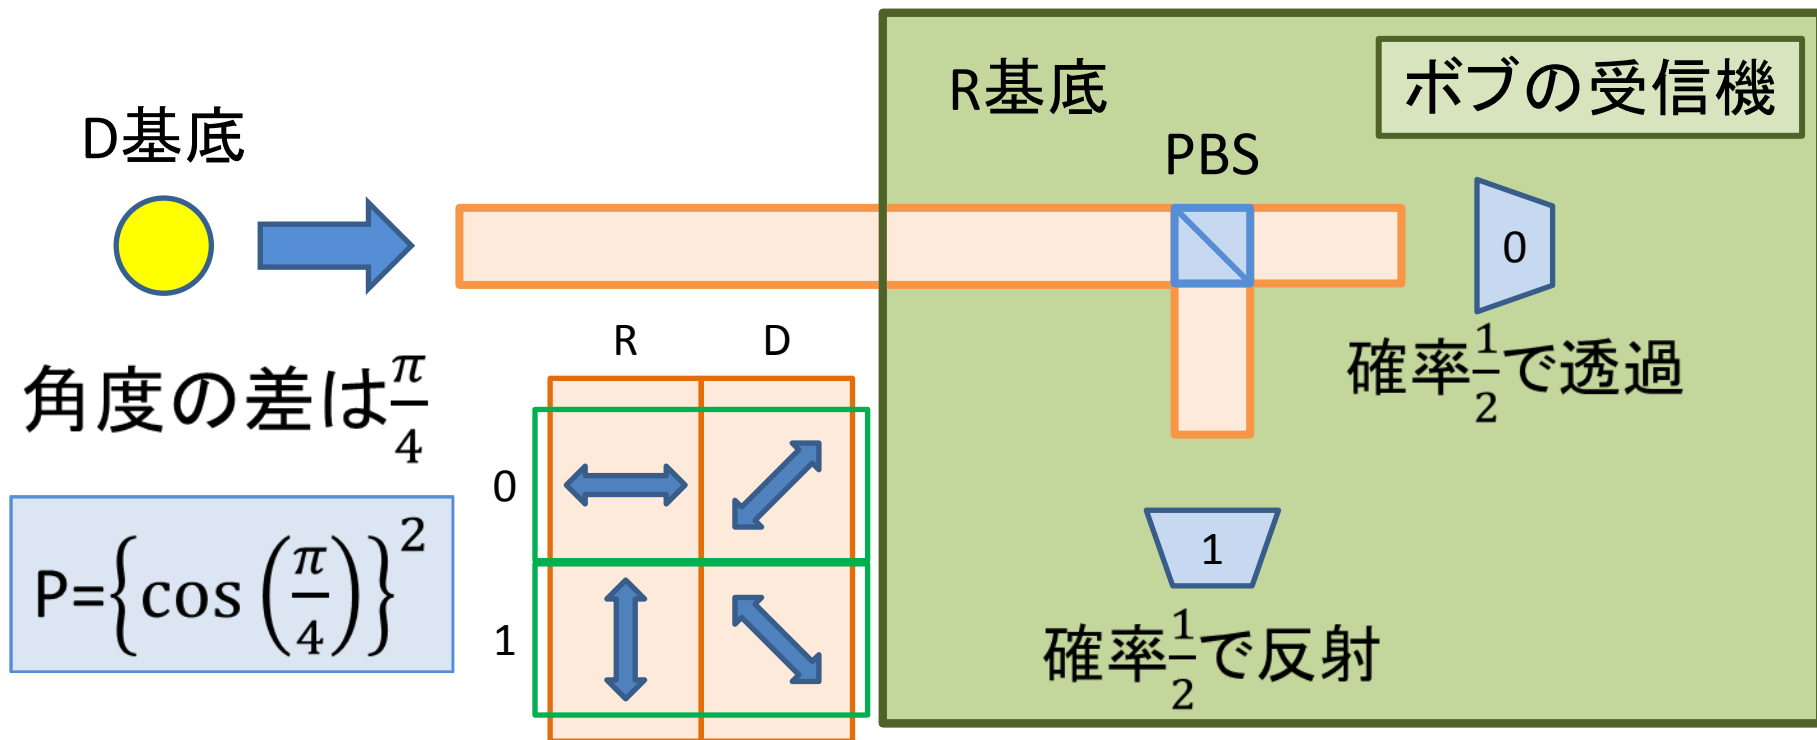 D基底
R基底
ボブの受信機
PBS
0
確率1/2で透過
1
確率1/2で反射
角度の差はπ/4
P={cos(π/4)}²
R D
0
1